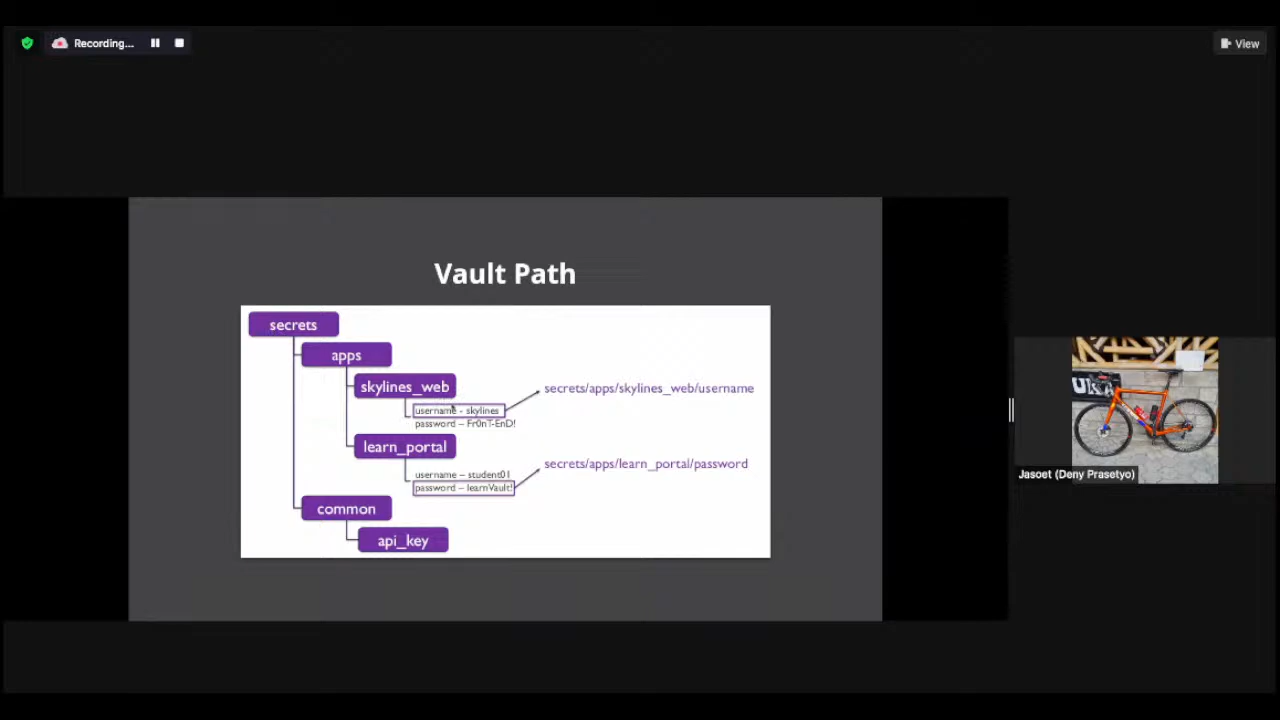 Recording...
View
Vault Path
secrets
apps
skylines_web
username - skylines
password – Fr0nT-EnD!
secrets/apps/skylines_web/username
learn_portal
username – student01
password – learnVault!
secrets/apps/learn_portal/password
common
api_key
UKA
Jasoet (Deny Prasetyo)